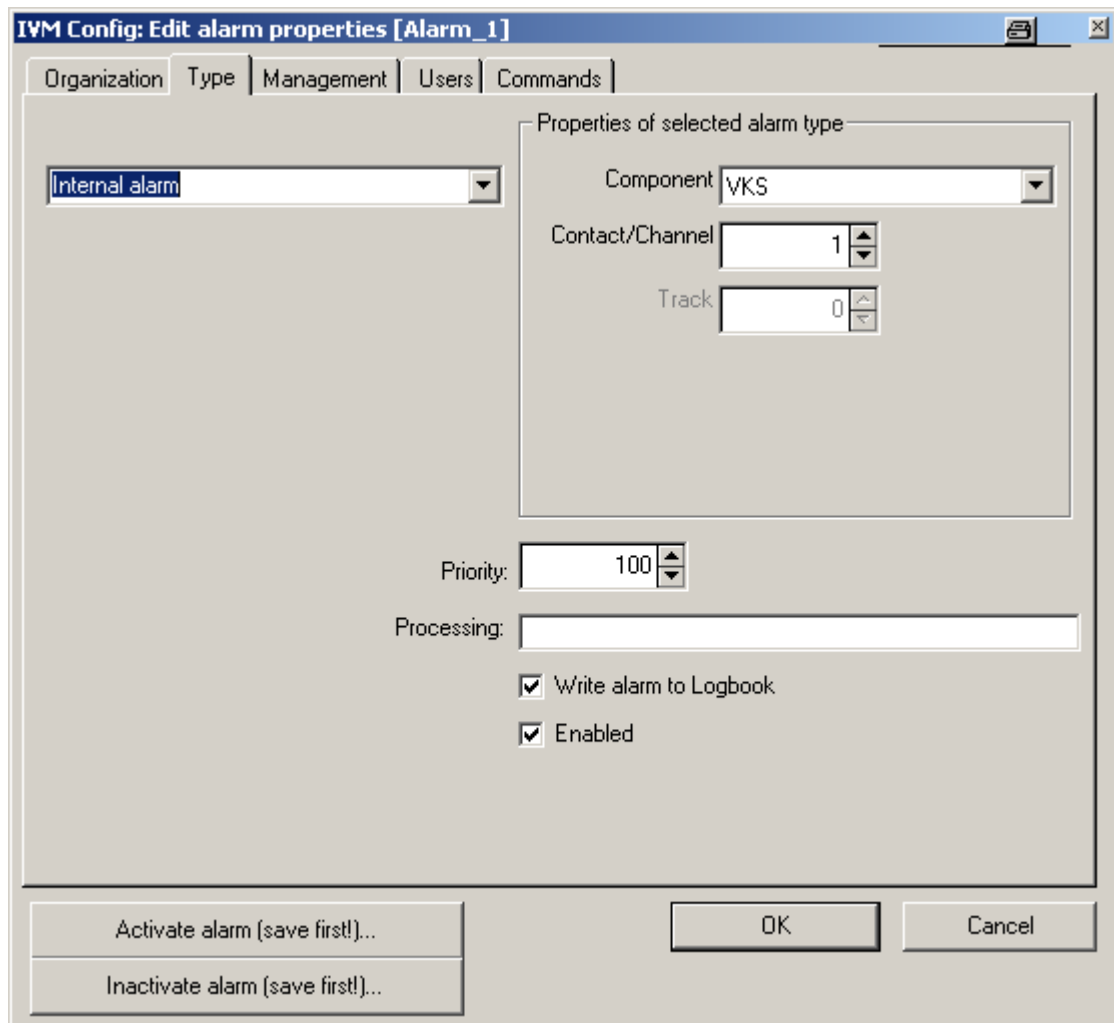 IVM Config: Edit alarm properties [Alarm_1]
Organization Type Management Users Commands
Properties of selected alarm type
Internal alarm
Component VKS
Contact/Channel 1
Track 0
Priority: 100
Processing:
Write alarm to Logbook
Enabled
Activate alarm (save first!)... OK Cancel
Inactivate alarm (save first!)...